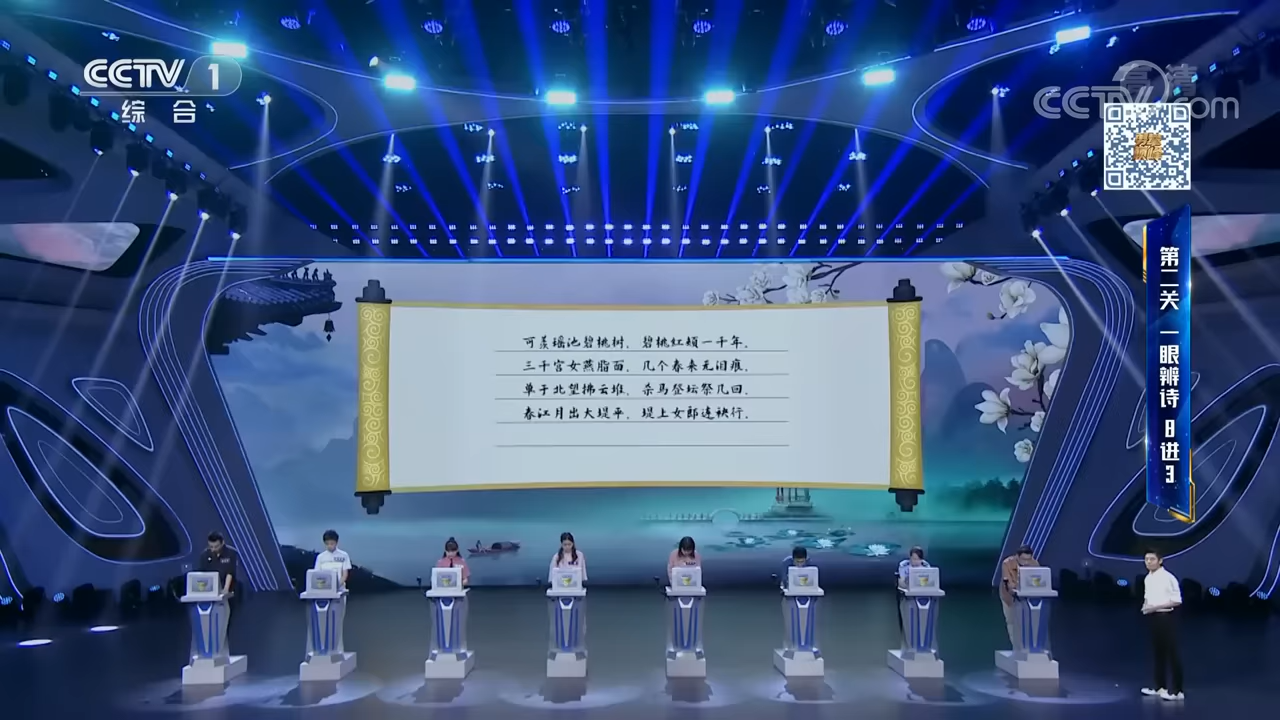 CCTV 1
综合
高清
CCTV.com
第二关 一眼辨诗 8进3
可羡瑶池碧桃树，碧桃红颊一千年。
三千宫女燕脂面，几个春来无泪痕。
单于北望拂云堆，杀马登坛祭几回。
春江月出大堤平，堤上女郎连袂行。